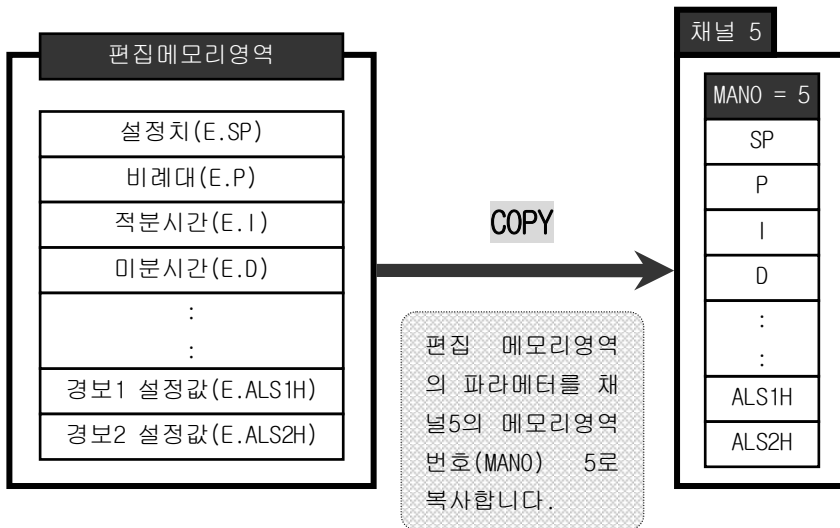 편집메모리영역
설정치(E.SP)
비례대(E.P)
적분시간(E.I)
미분시간(E.D)
:
:
경보1 설정값(E.ALS1H)
경보2 설정값(E.ALS2H)
COPY
편집 메모리영역
의 파라메터를 채
널5의 메모리영역
번호(MANO) 5로
복사합니다.
채널 5
MANO = 5
SP
P
I
D
:
:
ALS1H
ALS2H